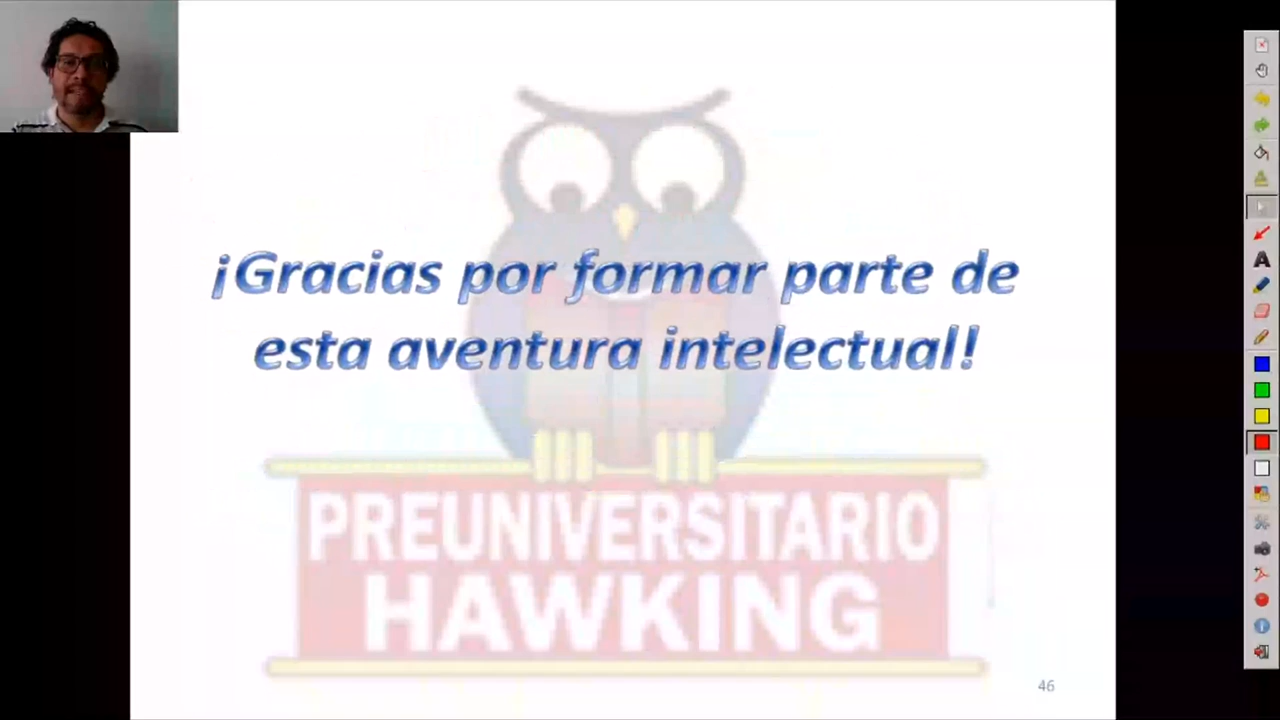 ¡Gracias por formar parte de
esta aventura intelectual!
PREUNIVERSITARIO
HAWKING
46